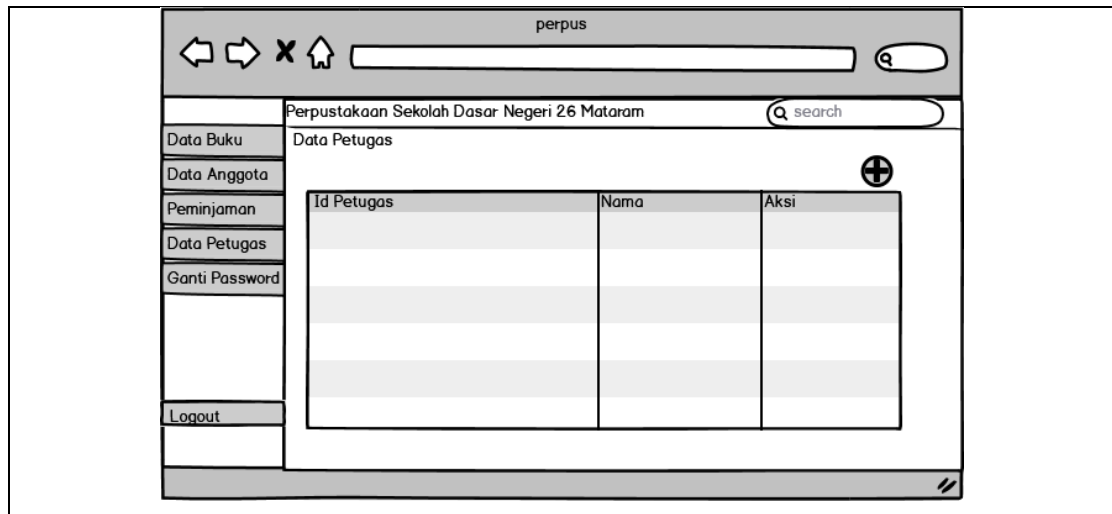 perpus
Perpustakaan Sekolah Dasar Negeri 26 Mataram
search
Data Buku
Data Anggota
Peminjaman
Data Petugas
Ganti Password
Logout
Data Petugas
Id Petugas Nama Aksi